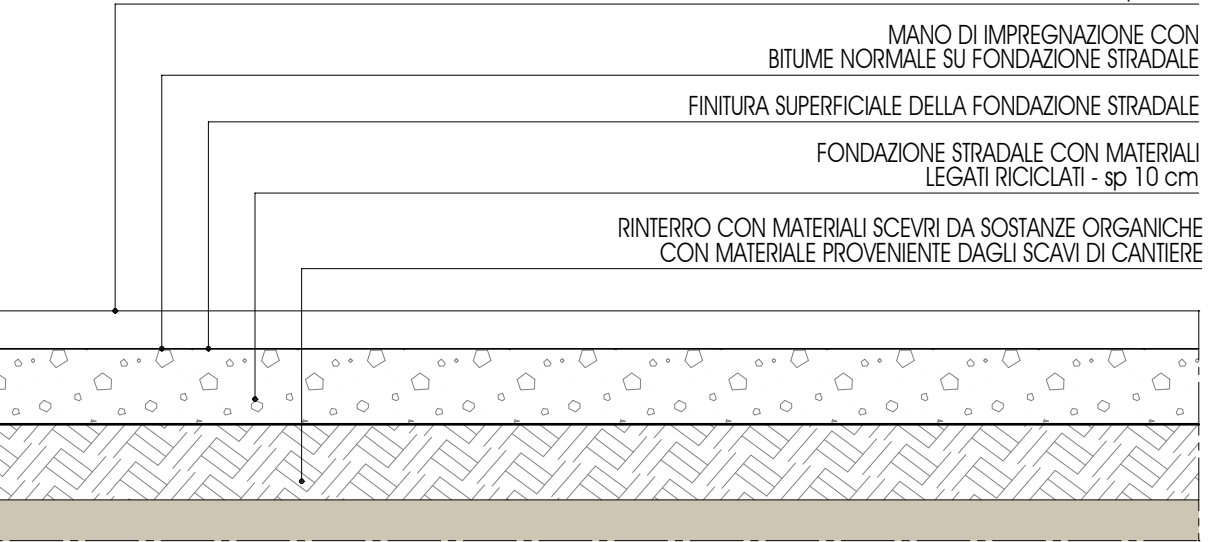 MANO DI IMPREGNAZIONE CON
BITUME NORMALE SU FONDAZIONE STRADALE
FINITURA SUPERFICIALE DELLA FONDAZIONE STRADALE
FONDAZIONE STRADALE CON MATERIALI
LEGATI RICICLATI - sp 10 cm
RINTERRO CON MATERIALI SCEVRI DA SOSTANZE ORGANICHE
CON MATERIALE PROVENIENTE DAGLI SCAVI DI CANTIERE